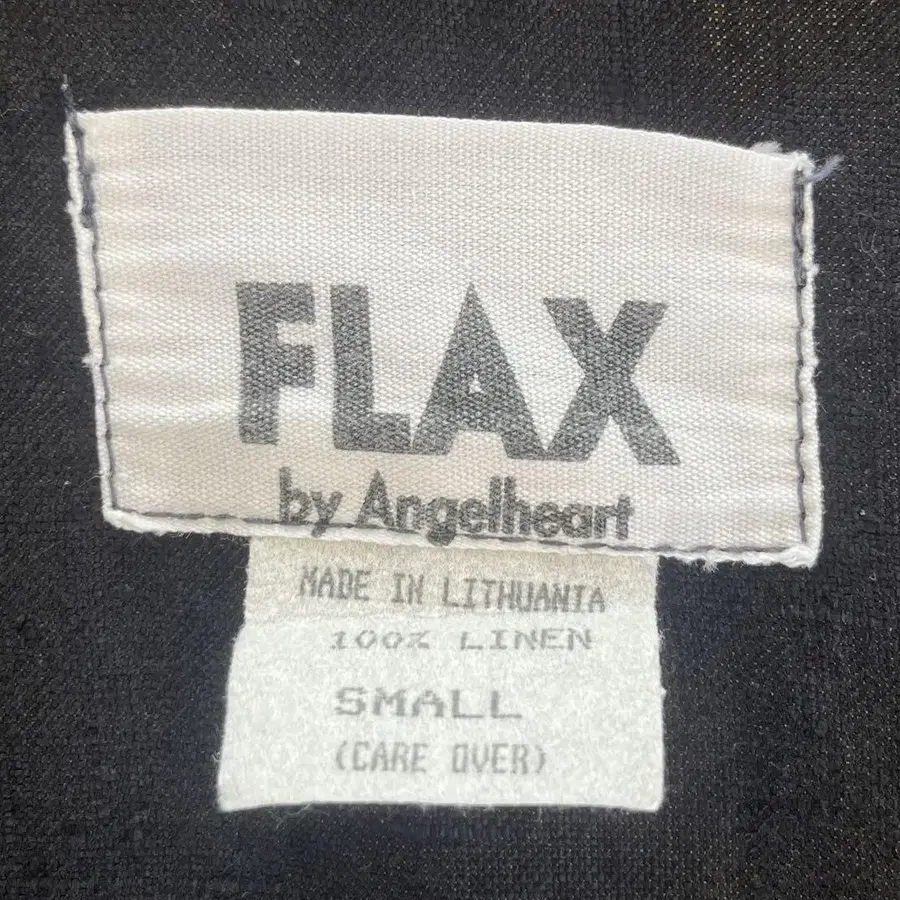 FLAX
by Angelheart
MADE IN LITHUANIA
100% LINEN
SMALL
(CARE OVER)